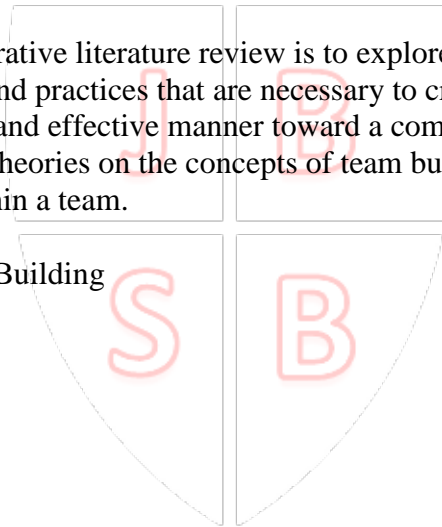 rative literature review is to explore
nd practices that are necessary to c
and effective manner toward a com
heories on the concepts of team bu
in a team.
Building
J B
S B